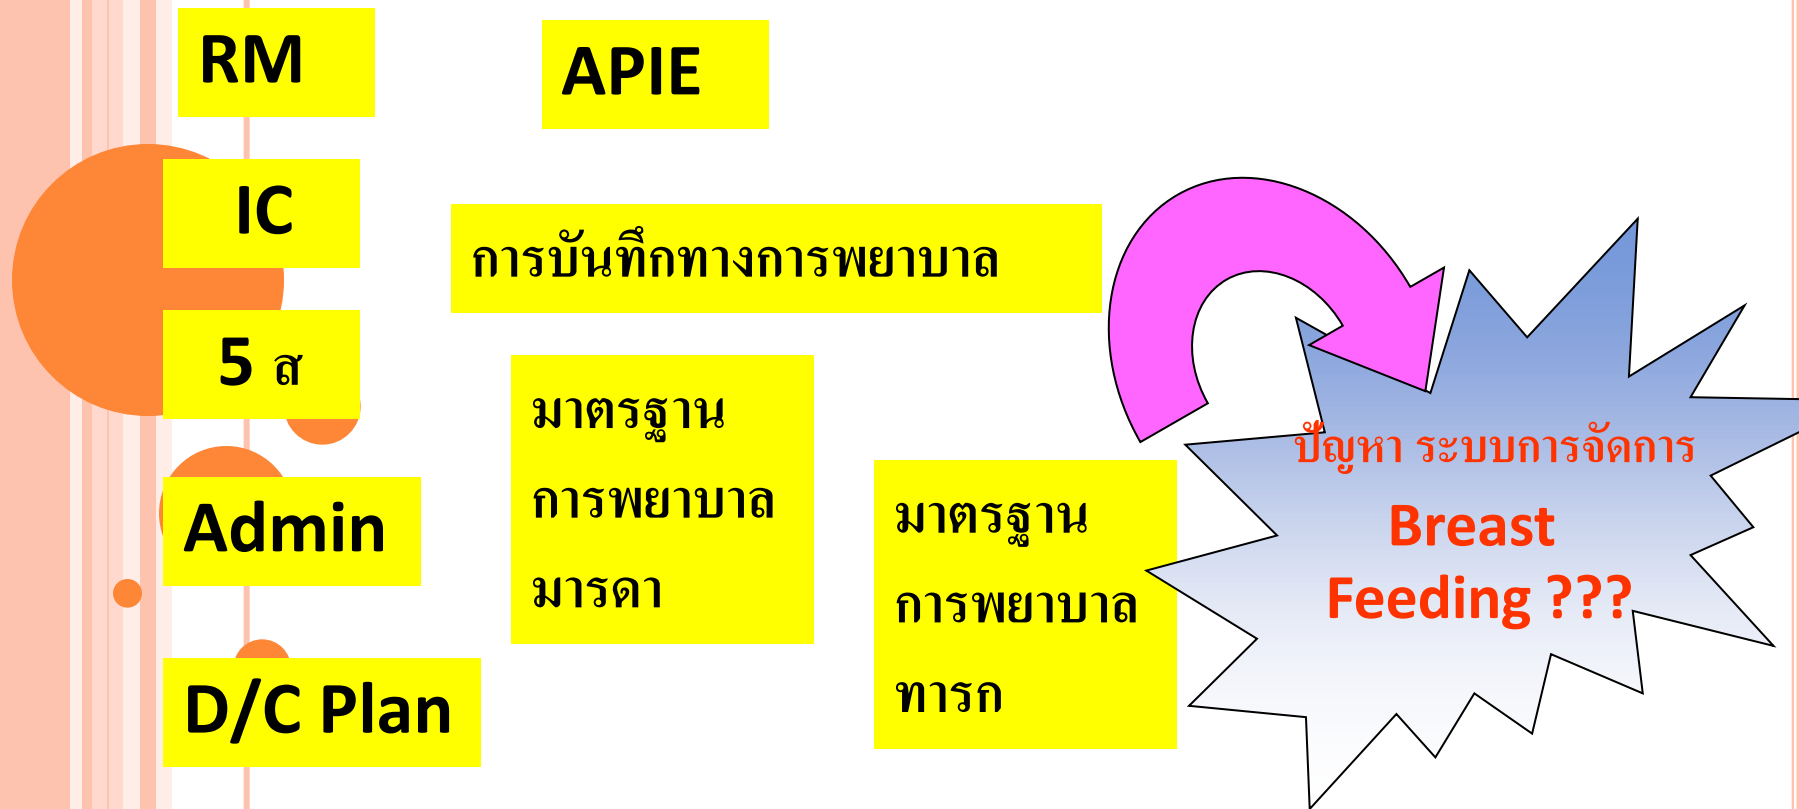 RM
APIE
IC
การบันทึกทางการพยาบาล
5 ส
มาตรฐาน
การพยาบาล
มารดา
Admin
มาตรฐาน
การพยาบาล
ทารก
D/C Plan
ปัญหา ระบบการจัดการ
Breast
Feeding ???